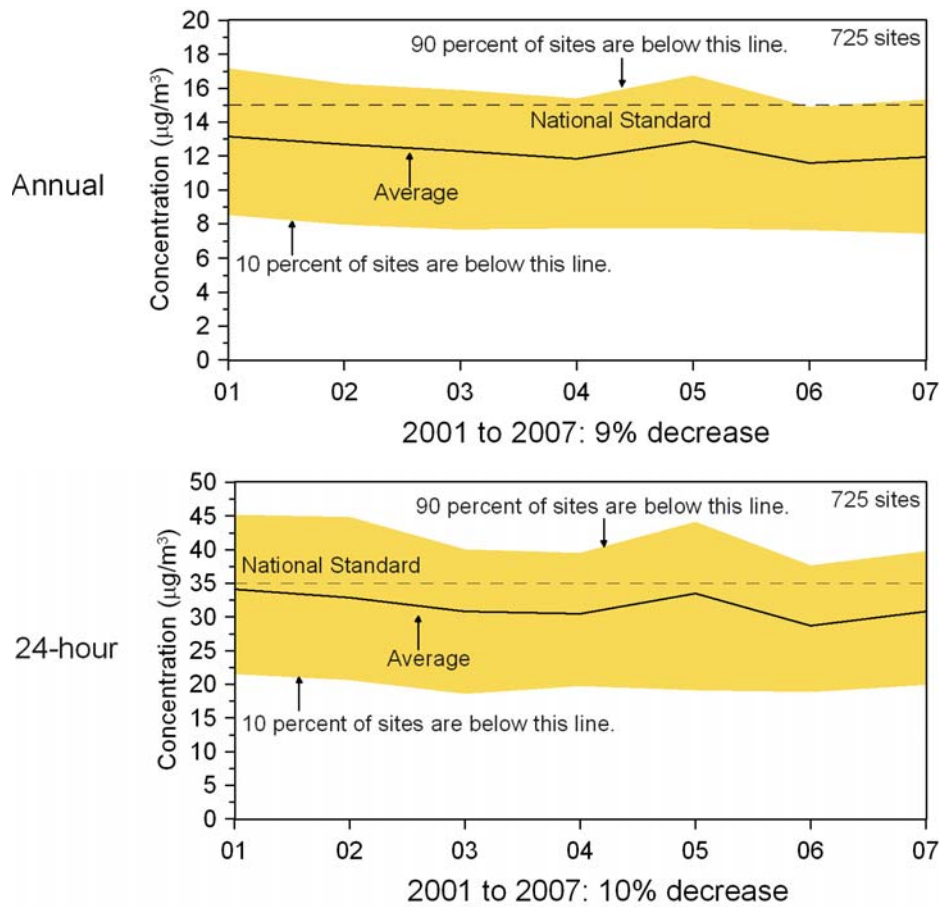 Annual
Concentration (µg/m³)
20
18
16
14
12
10
8
6
4
2
0
90 percent of sites are below this line.
725 sites
National Standard
Average
10 percent of sites are below this line.
01 02 03 04 05 06 07
2001 to 2007: 9% decrease
24-hour
Concentration (µg/m³)
50
45
40
35
30
25
20
15
10
5
0
90 percent of sites are below this line.
725 sites
National Standard
Average
10 percent of sites are below this line.
01 02 03 04 05 06 07
2001 to 2007: 10% decrease